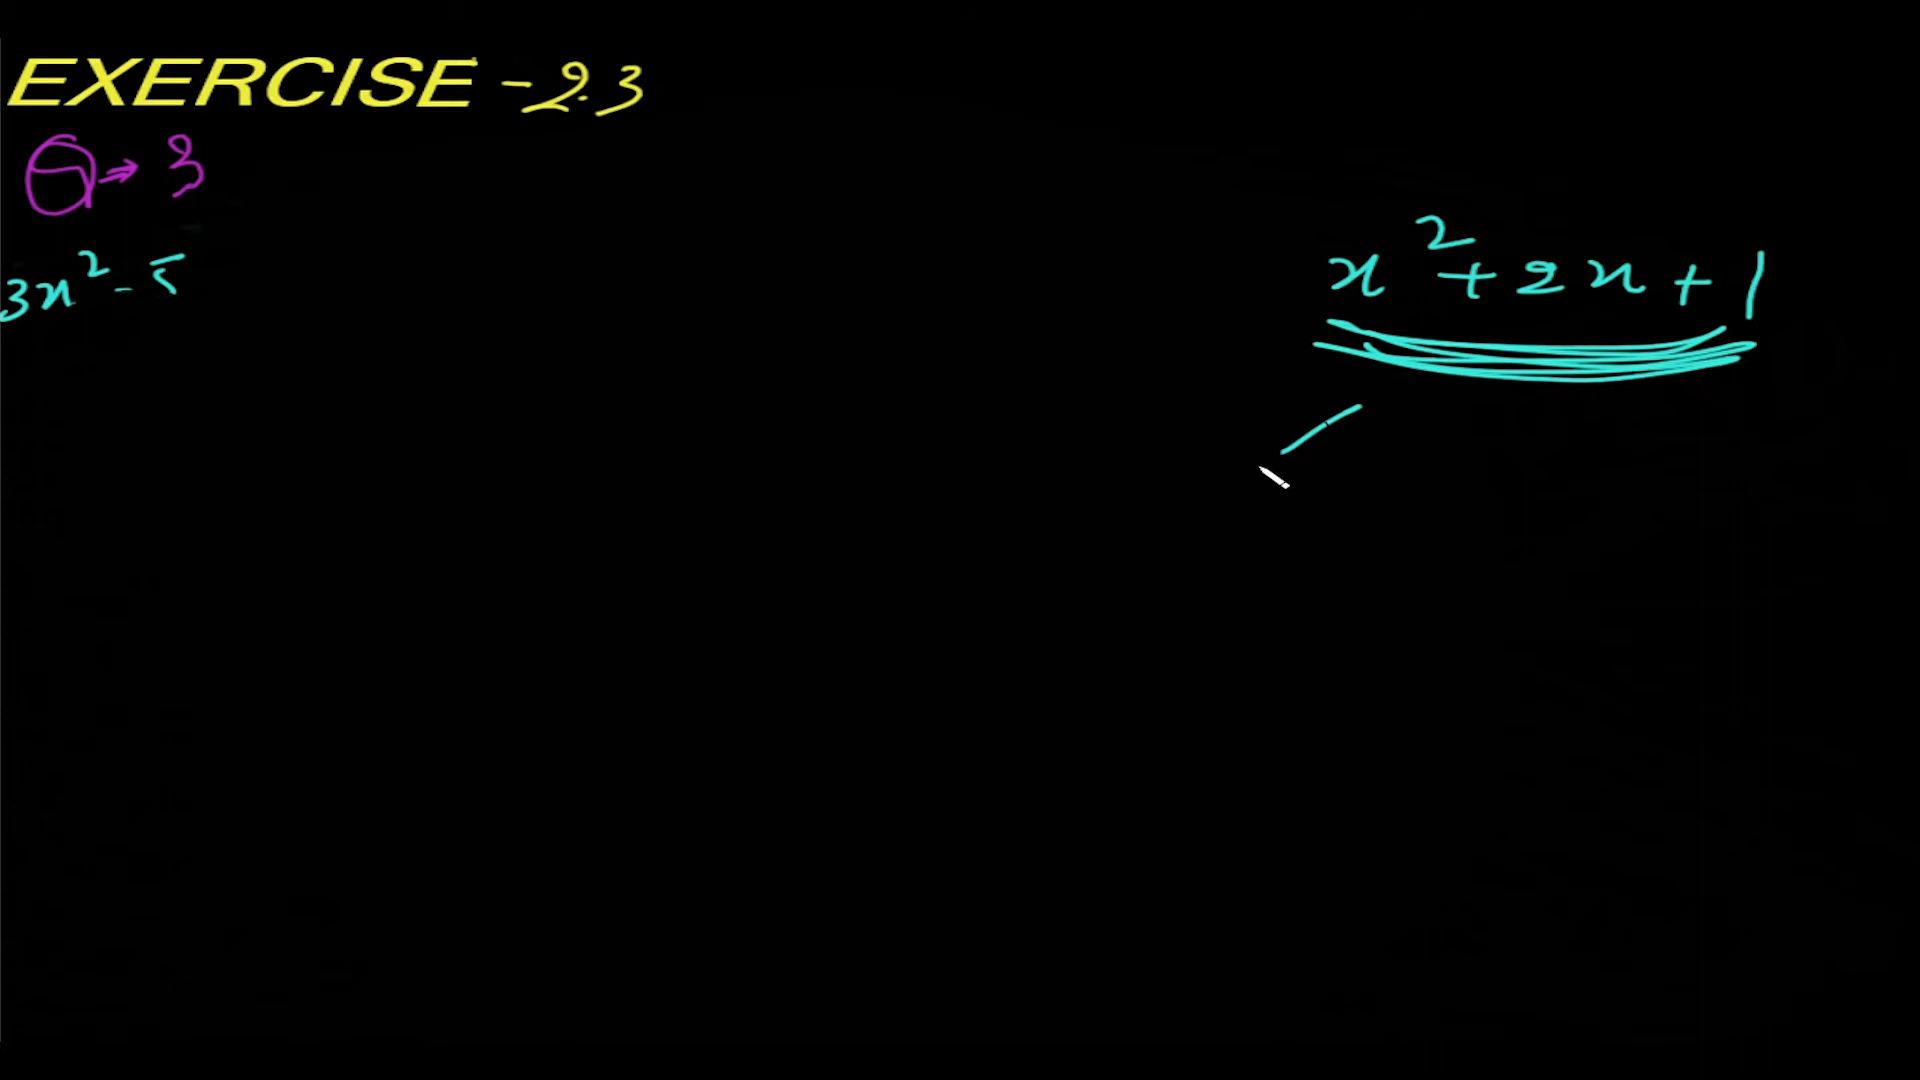 EXERCISE - 2.3
Q → 3
3x² - 5
x² + 2x + 1